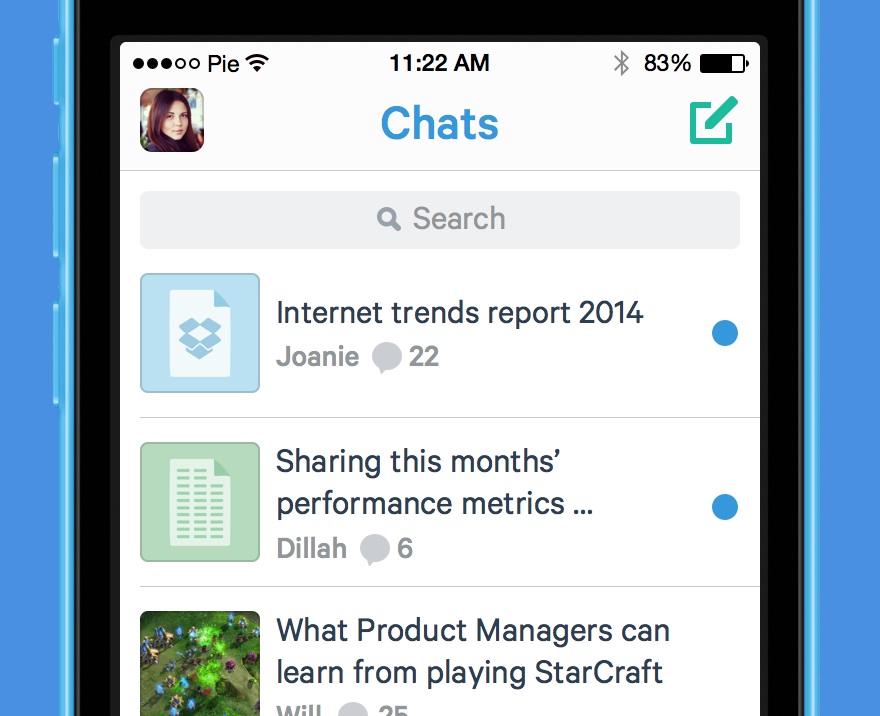 Pie 11:22 AM 83%
Chats
Search
Internet trends report 2014
Joanie 22
Sharing this months’
performance metrics ...
Dillah 6
What Product Managers can
learn from playing StarCraft
Will 25